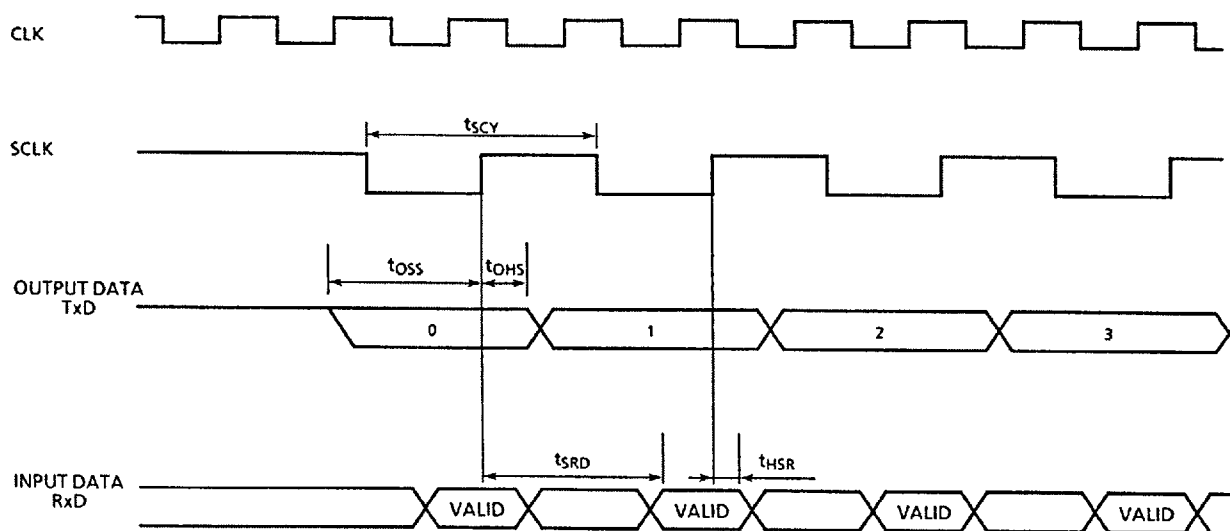 CLK
SCLK
tSCY
OUTPUT DATA
TxD
tOSS
tOHS
0
1
2
3
INPUT DATA
RxD
tSRD
tHSR
VALID
VALID
VALID
VALID